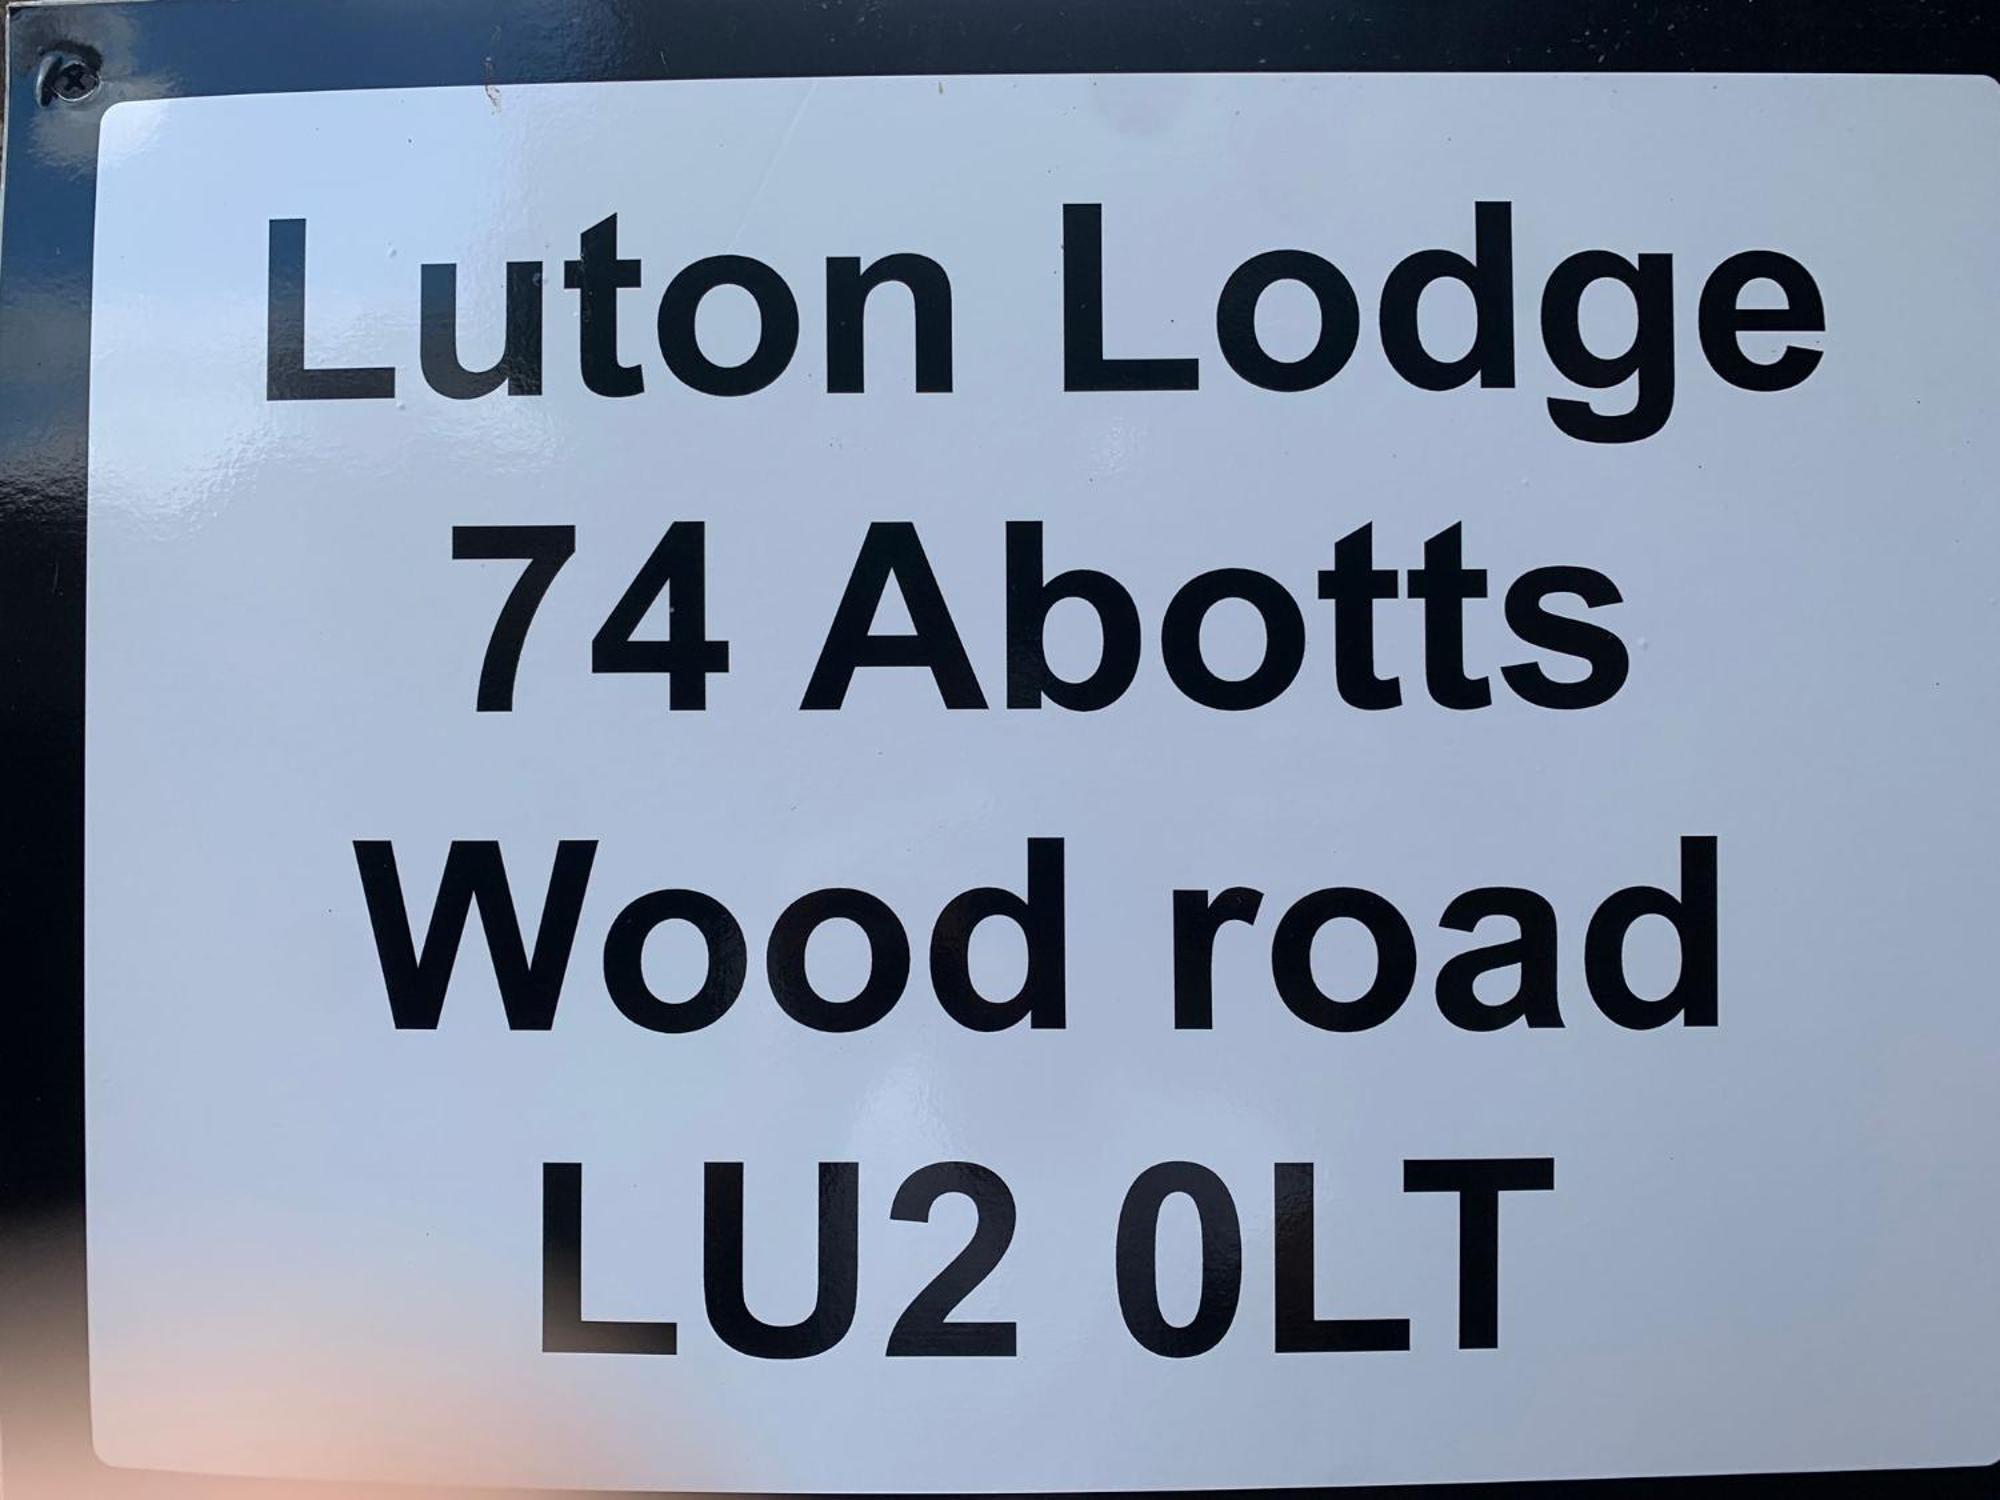 Luton Lodge
74 Abotts
Wood road
LU2 0LT